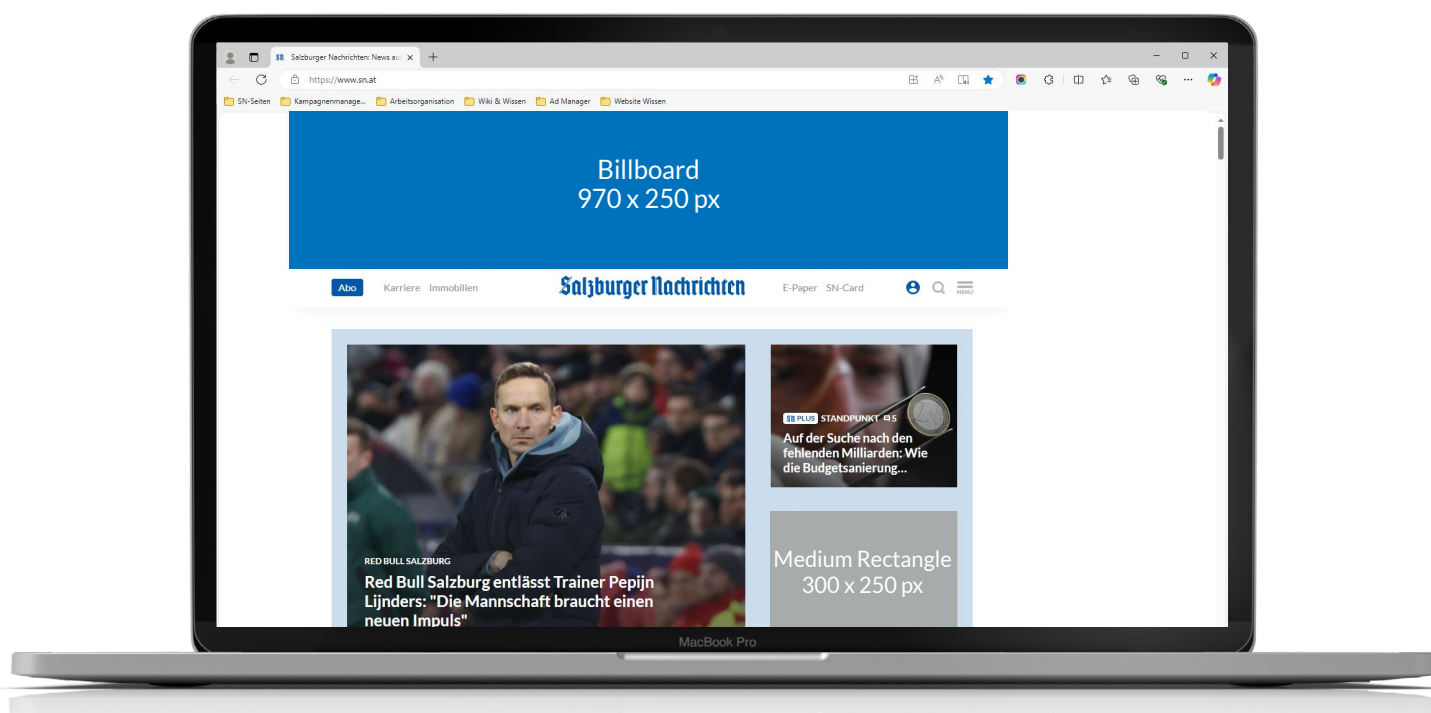 Salzburger Nachrichten: News au
https://www.sn.at
SN-Seiten Kampagnenmanage... Arbeitsorganisation Wiki & Wissen Ad Manager Website Wissen
Billboard
970 x 250 px
Abo Karriere Immobilien Salzburger Nachrichten E-Paper SN-Card MENU
SN PLUS STANDPUNKT 5
Auf der Suche nach den
fehlenden Milliarden: Wie
die Budgetsanierung...
RED BULL SALZBURG
Red Bull Salzburg entlässt Trainer Pepijn
Lijnders: "Die Mannschaft braucht einen
neuen Impuls"
Medium Rectangle
300 x 250 px
MacBook Pro